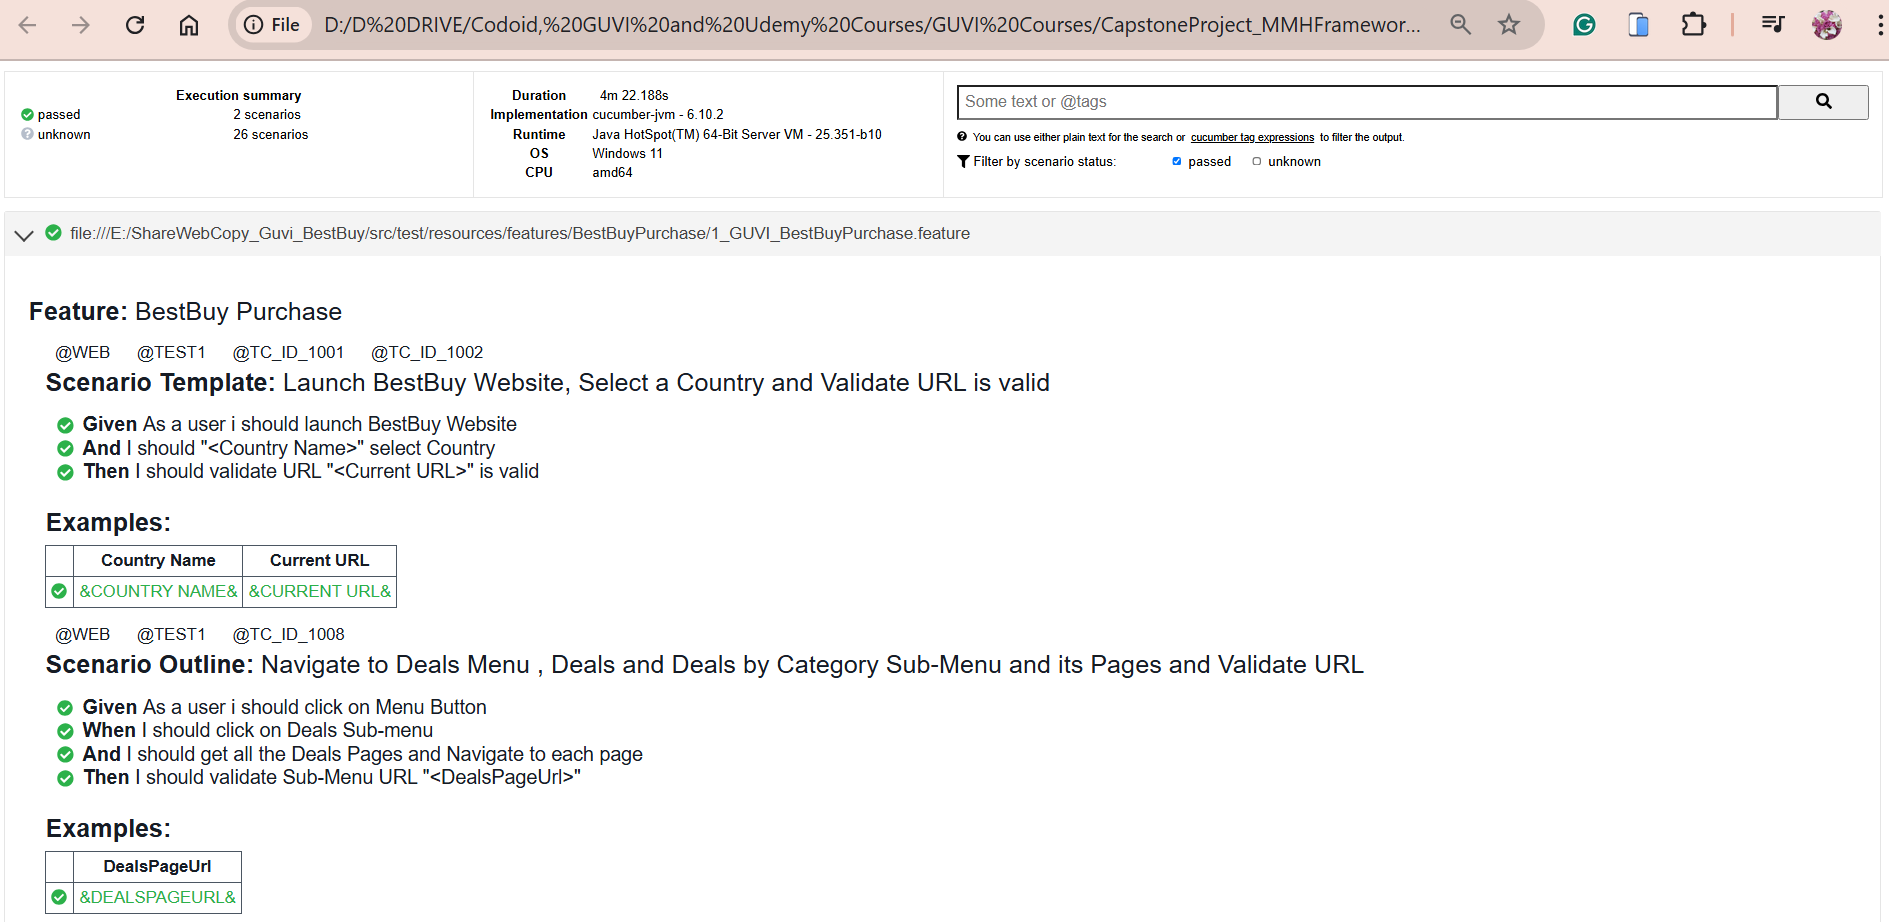 File D:/D%20DRIVE/Codoid,%20GUVI%20and%20Udemy%20Courses/GUVI%20Courses/CapstoneProject_MMHFramewor...
Execution summary
passed 2 scenarios
unknown 26 scenarios
Duration 4m 22.188s
Implementation cucumber-jvm - 6.10.2
Runtime Java HotSpot(TM) 64-Bit Server VM - 25.351-b10
OS Windows 11
CPU amd64
Some text or @tags
You can use either plain text for the search or cucumber tag expressions to filter the output.
Filter by scenario status: passed unknown
file:///E:/ShareWebCopy_Guvi_BestBuy/src/test/resources/features/BestBuyPurchase/1_GUVI_BestBuyPurchase.feature
Feature: BestBuy Purchase
@WEB @TEST1 @TC_ID_1001 @TC_ID_1002
Scenario Template: Launch BestBuy Website, Select a Country and Validate URL is valid
Given As a user i should launch BestBuy Website
And I should "<Country Name>" select Country
Then I should validate URL "<Current URL>" is valid
Examples:
Country Name Current URL
&COUNTRY NAME& &CURRENT URL&
@WEB @TEST1 @TC_ID_1008
Scenario Outline: Navigate to Deals Menu , Deals and Deals by Category Sub-Menu and its Pages and Validate URL
Given As a user i should click on Menu Button
When I should click on Deals Sub-menu
And I should get all the Deals Pages and Navigate to each page
Then I should validate Sub-Menu URL "<DealsPageUrl>"
Examples:
DealsPageUrl
&DEALSPAGEURL&